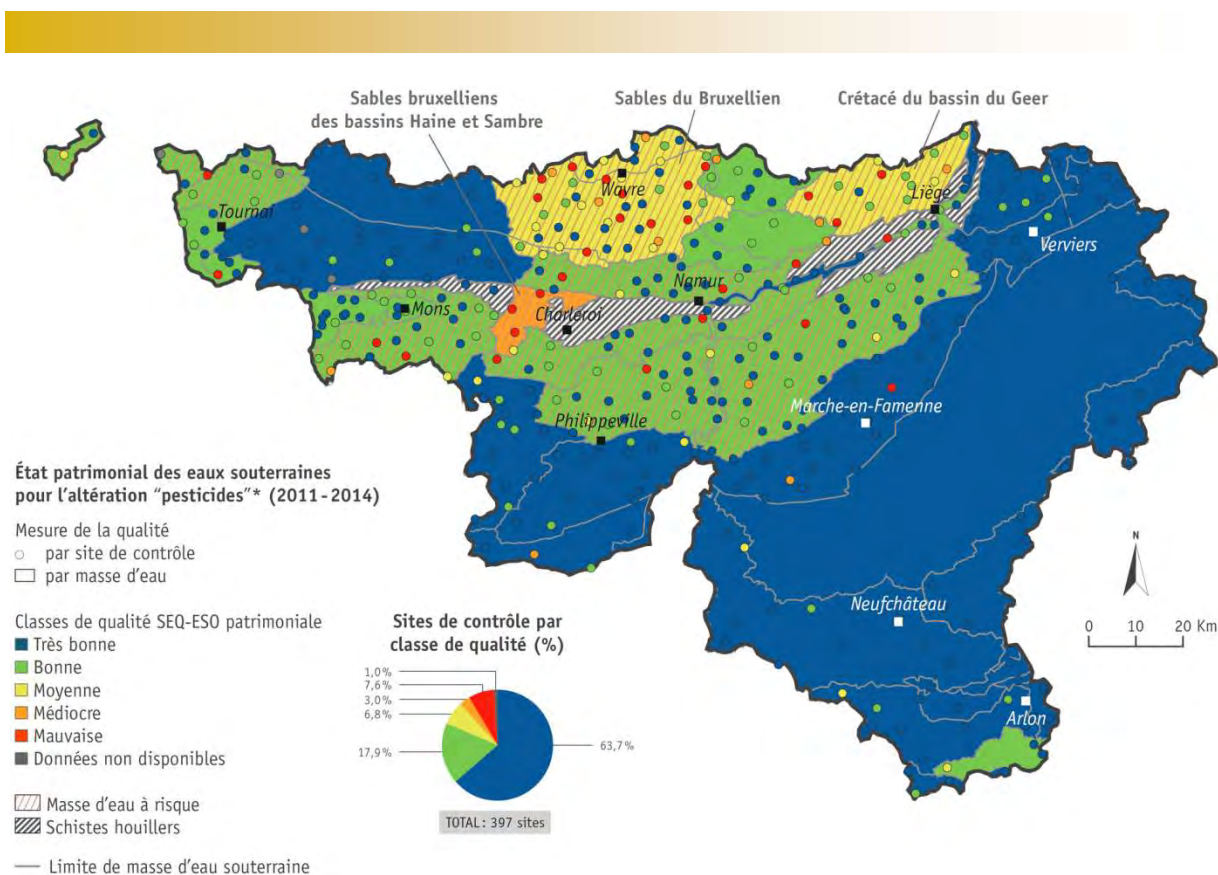 Sables bruxelliens
des bassins Haine et Sambre
Sables du Bruxellien
Crétacé du bassin du Geer
Wavre
Tournai
Liège
Verviers
Namur
Mons
Charleroi
Marche-en-Famenne
Philippeville
Neufchâteau
Arlon
N
0 10 20 Km
État patrimonial des eaux souterraines
pour l'altération "pesticides"* (2011-2014)
Mesure de la qualité
par site de contrôle
par masse d'eau
Classes de qualité SEQ-ESO patrimoniale
Très bonne
Bonne
Moyenne
Médiocre
Mauvaise
Données non disponibles
Masse d'eau à risque
Schistes houillers
Limite de masse d'eau souterraine
Sites de contrôle par
classe de qualité (%)
1,0%
7,6%
3,0%
6,8%
17,9%
63,7%
TOTAL: 397 sites